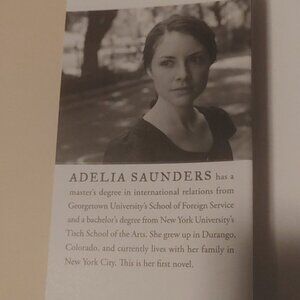 ADELIA SAUNDERS has a
master's degree in international relations from
Georgetown University's School of Foreign Service
and a bachelor's degree from New York University's
Tisch School of the Arts. She grew up in Durango,
Colorado, and currently lives with her family in
New York City. This is her first novel.